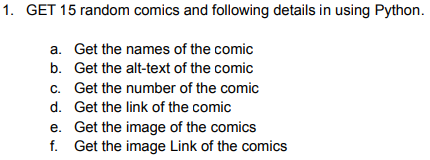 1. GET 15 random comics and following details in using Python.
a. Get the names of the comic
b. Get the alt-text of the comic
c. Get the number of the comic
d. Get the link of the comic
e. Get the image of the comics
f. Get the image Link of the comics